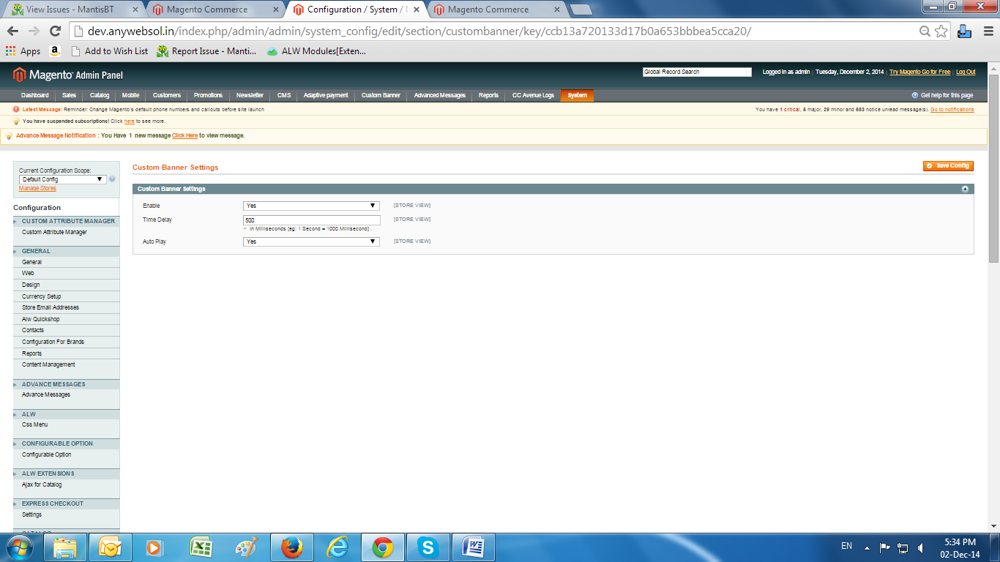 View Issues - MantisBT
Magento Commerce
Configuration / System /
Magento Commerce
dev.anywebsol.in/index.php/admin/admin/system_config/edit/section/custombanner/key/ccb13a720133d17b0a653bbbea5cca20/
Apps
Add to Wish List
Report Issue - Manti...
ALW Modules[Exten...
Magento Admin Panel
Global Record Search
Logged in as admin | Tuesday, December 2, 2014 | Try Magento Go for Free | Log Out
Dashboard Sales Catalog Mobile Customers Promotions Newsletter CMS Adaptive payment Custom Banner Advanced Messages Reports CC Avenue Logs System
Get help for this page
Latest Message: Reminder: Change Magento's default phone numbers and callouts before site launch
You have 1 critical, 5 major, 29 minor and 683 notice unread message(s). Go to notifications
You have suspended subscriptions! Click here to see more.
Advance Message Notification : You Have 1 new message Click Here to view message.
Current Configuration Scope:
Default Config
Manage Stores
Configuration
CUSTOM ATTRIBUTE MANAGER
Custom Attribute Manager
GENERAL
General
Web
Design
Currency Setup
Store Email Addresses
Alw Quickshop
Contacts
Configuration For Brands
Reports
Content Management
ADVANCE MESSAGES
Advance Messages
ALW
Css Menu
CONFIGURABLE OPTION
Configurable Option
ALW EXTENSIONS
Ajax for Catalog
EXPRESS CHECKOUT
Settings
CATALOG
Custom Banner Settings
Save Config
Custom Banner Settings
Enable Yes [STORE VIEW]
Time Delay 500 [STORE VIEW]
In Milliseconds [eg: 1 Second = 1000 Millisecond] .
Auto Play Yes [STORE VIEW]
EN
5:34 PM
02-Dec-14